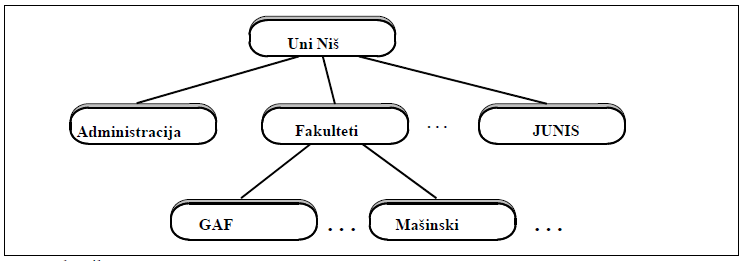 Uni Niš
Administracija
Fakulteti
. . .
JUNIS
GAF
. . .
Mašinski
. . .